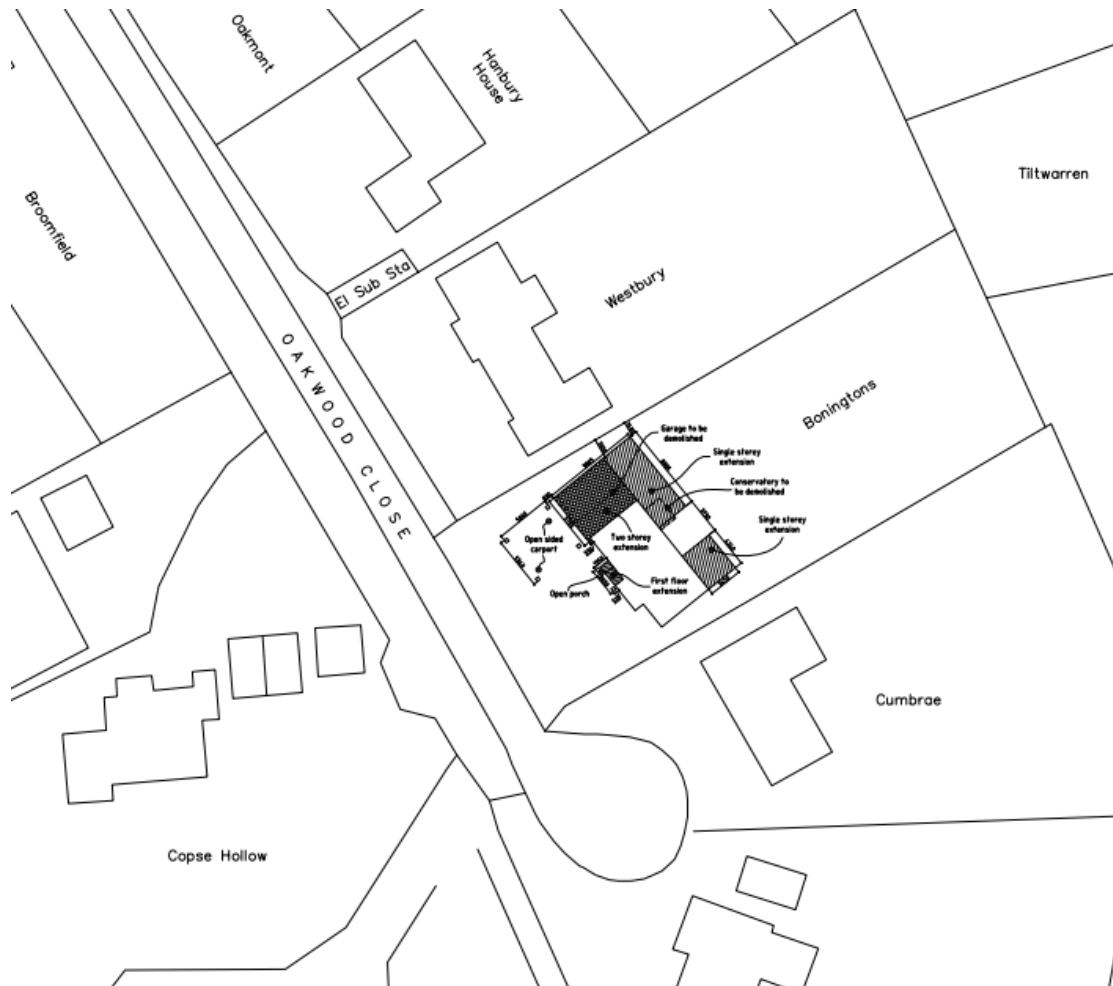 Oakmont
Hanbury
House
Tiltwarren
Broomfield
El Sub Sta
Westbury
OAKWOOD CLOSE
Boningtons
Garage to be
demolished
Single storey
extension
Conservatory to
be demolished
Single storey
extension
Open sided
carport
Two storey
extension
First floor
extension
Open porch
Cumbrae
Copse Hollow